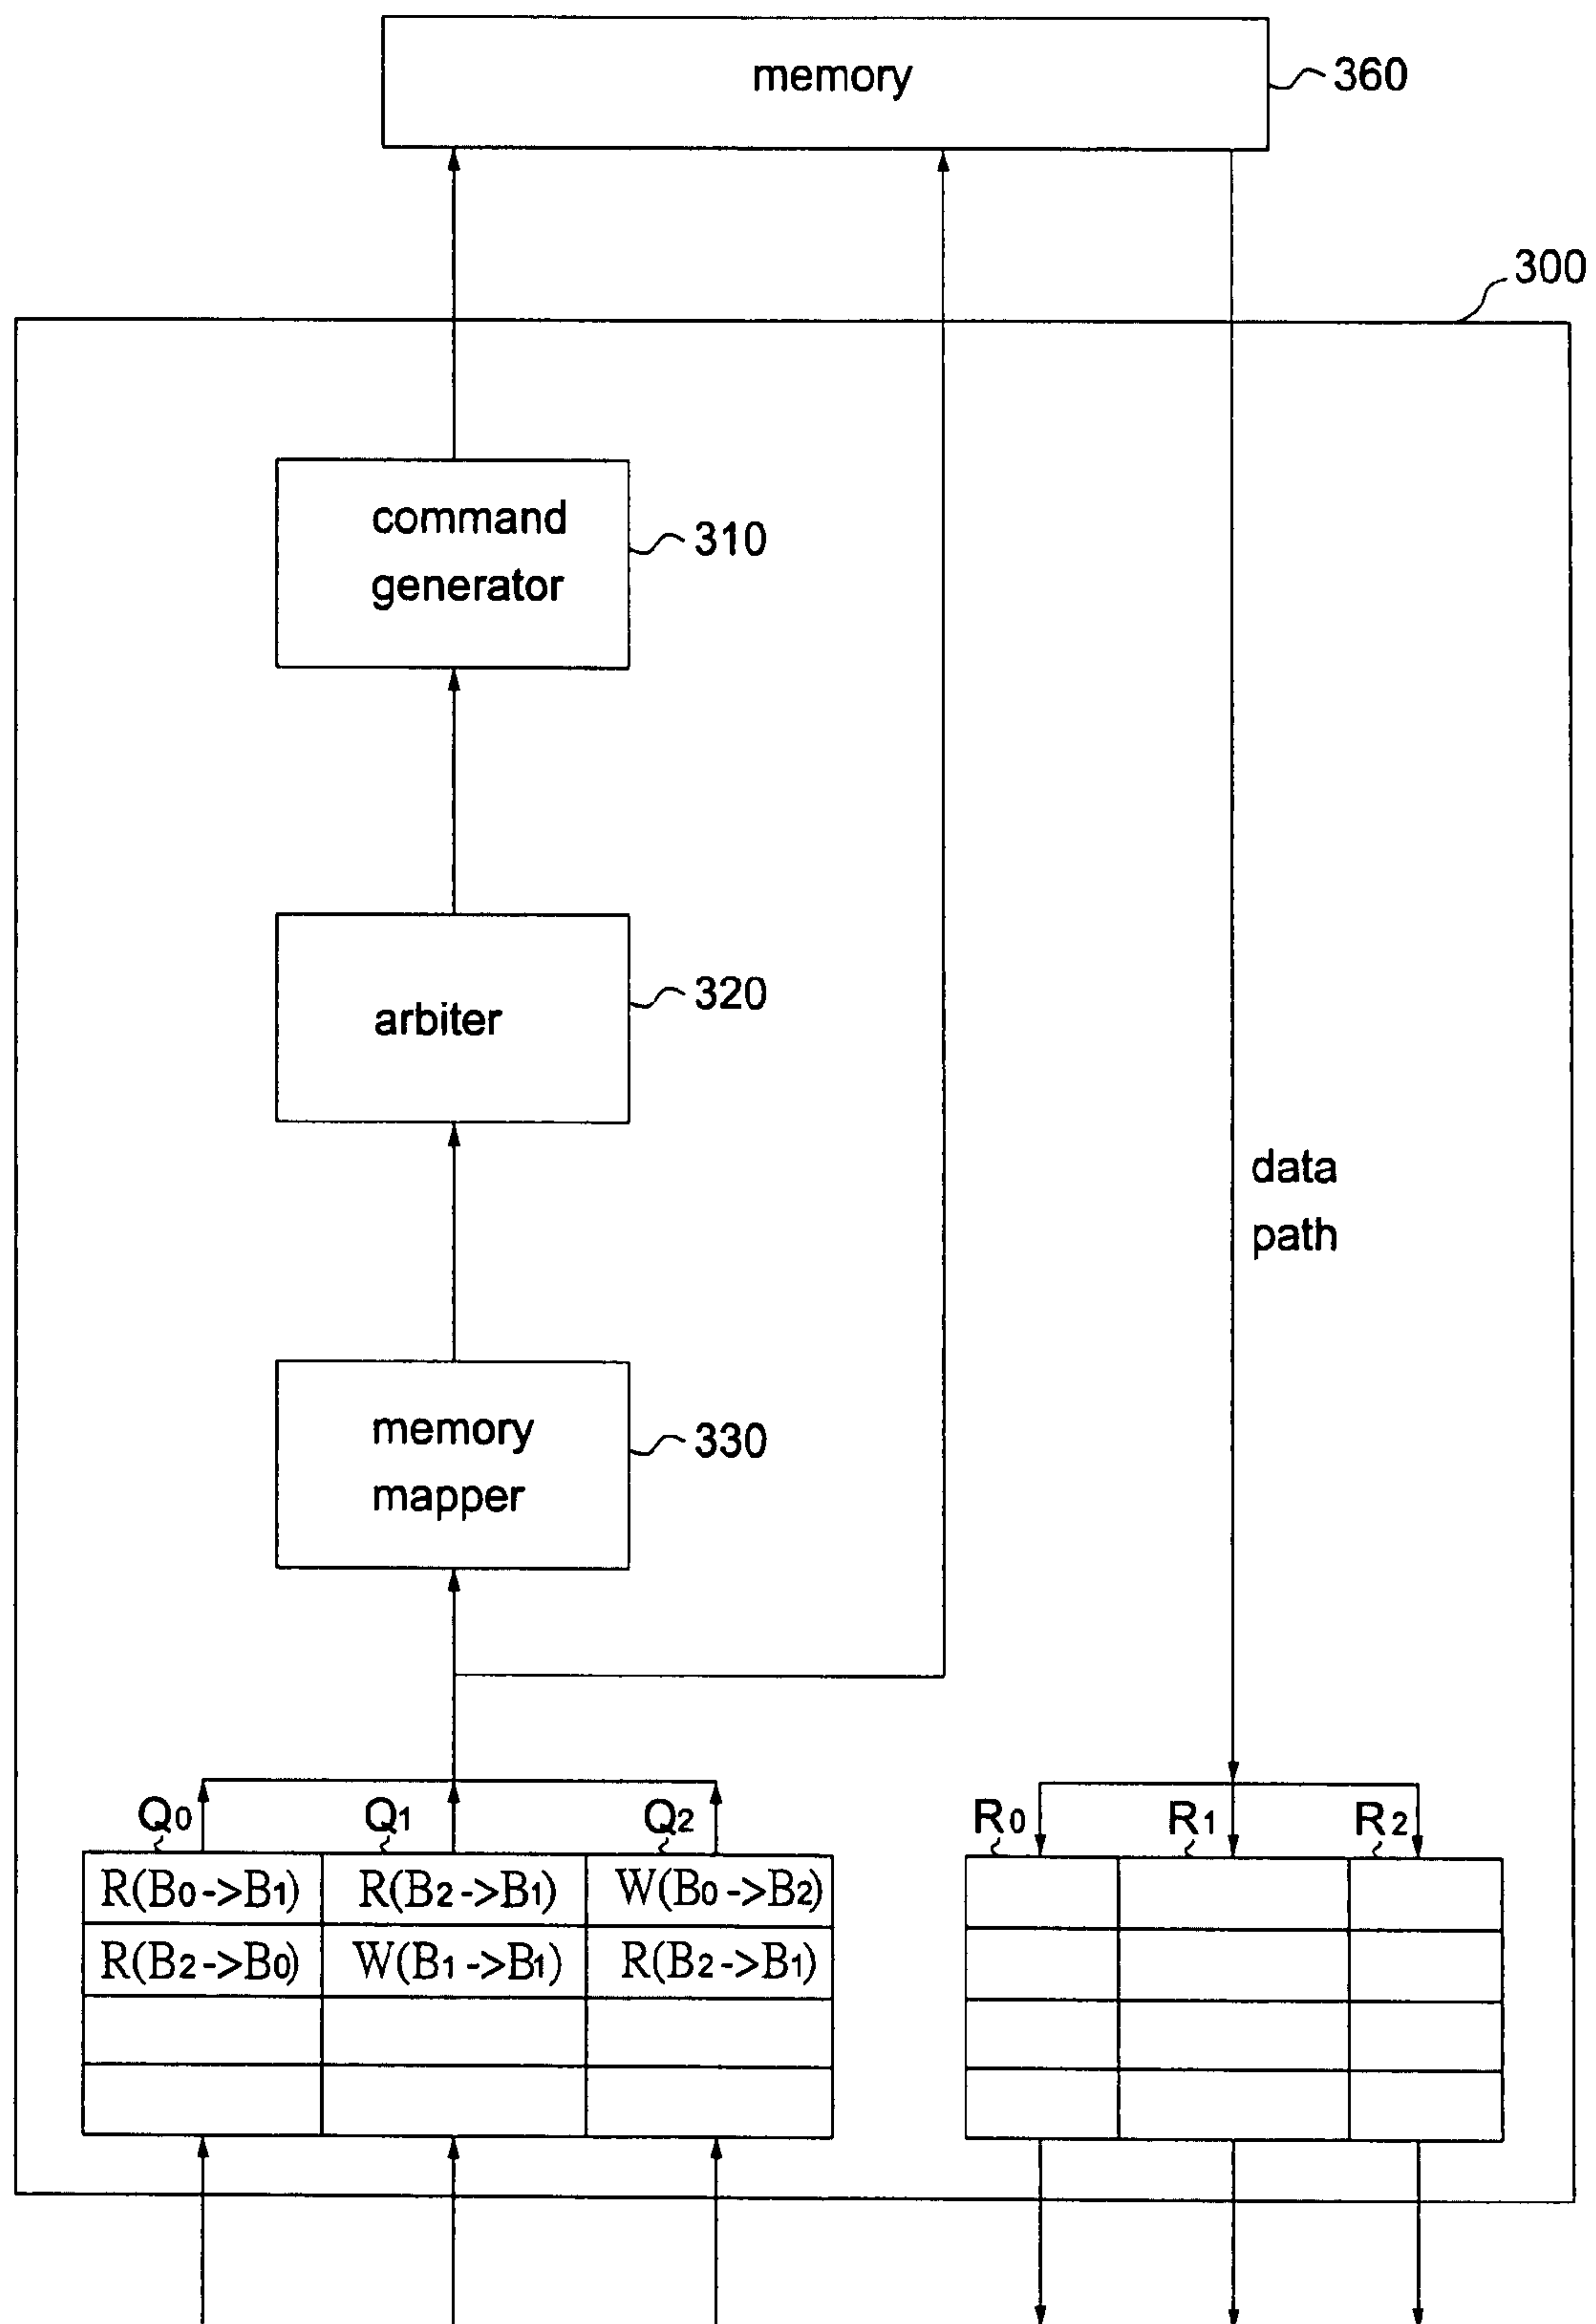 memory
360
300
command
generator
310
arbiter
320
data
path
memory
mapper
330
Q0 Q1 Q2 R0 R1 R2
R(B0->B1) R(B2->B1) W(B0->B2)
R(B2->B0) W(B1->B1) R(B2->B1)